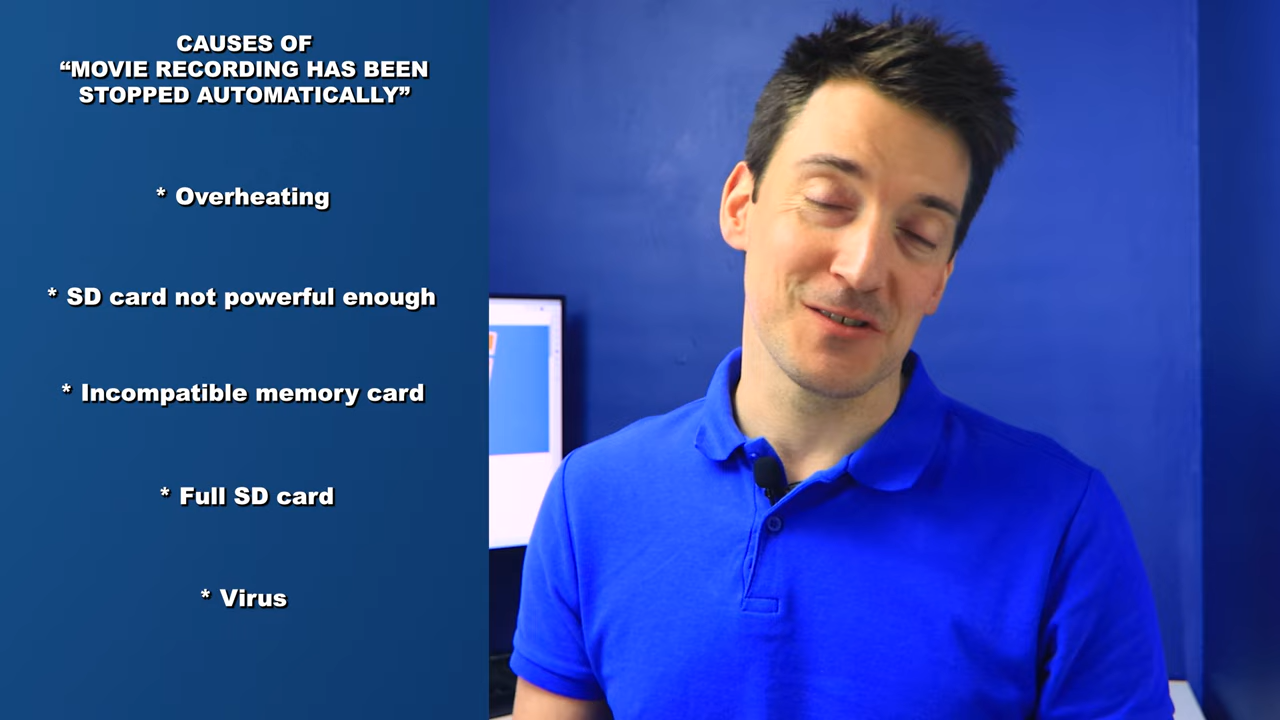 CAUSES OF
“MOVIE RECORDING HAS BEEN
STOPPED AUTOMATICALLY”
* Overheating
* SD card not powerful enough
* Incompatible memory card
* Full SD card
* Virus